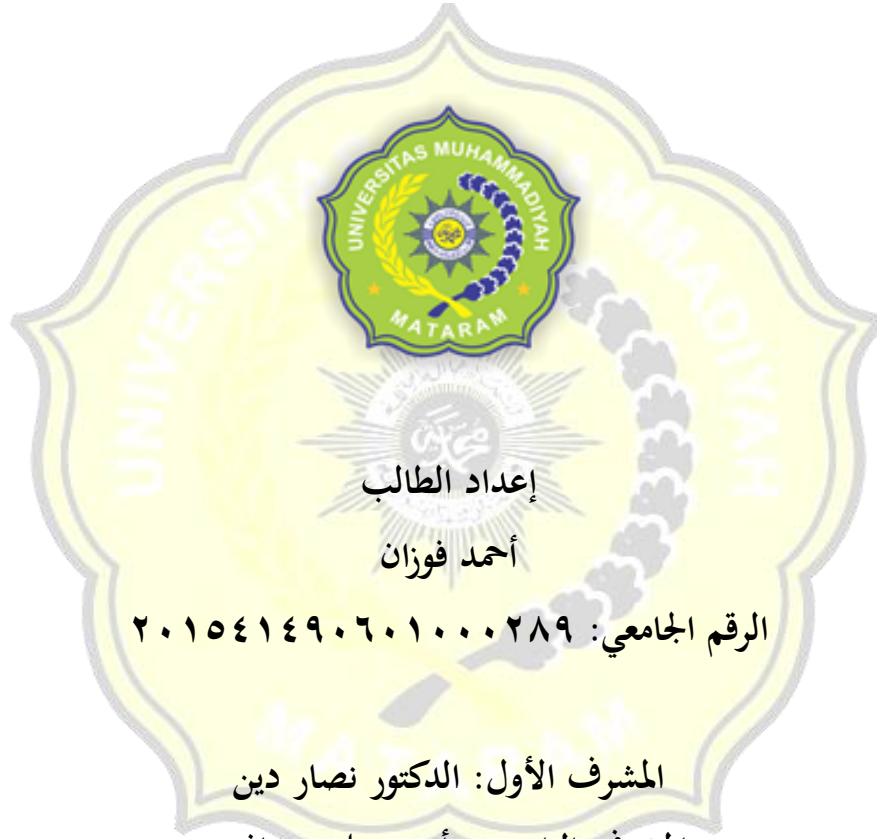 UNIVERSITAS MUHAMMADIYAH
MATARAM
إعداد الطالب
أحمد فوزان
الرقم الجامعي: ٢٠١٥٤١٤٩٠٦٠١٠٠٠٢٨٩
المشرف الأول: الدكتور نصار دين